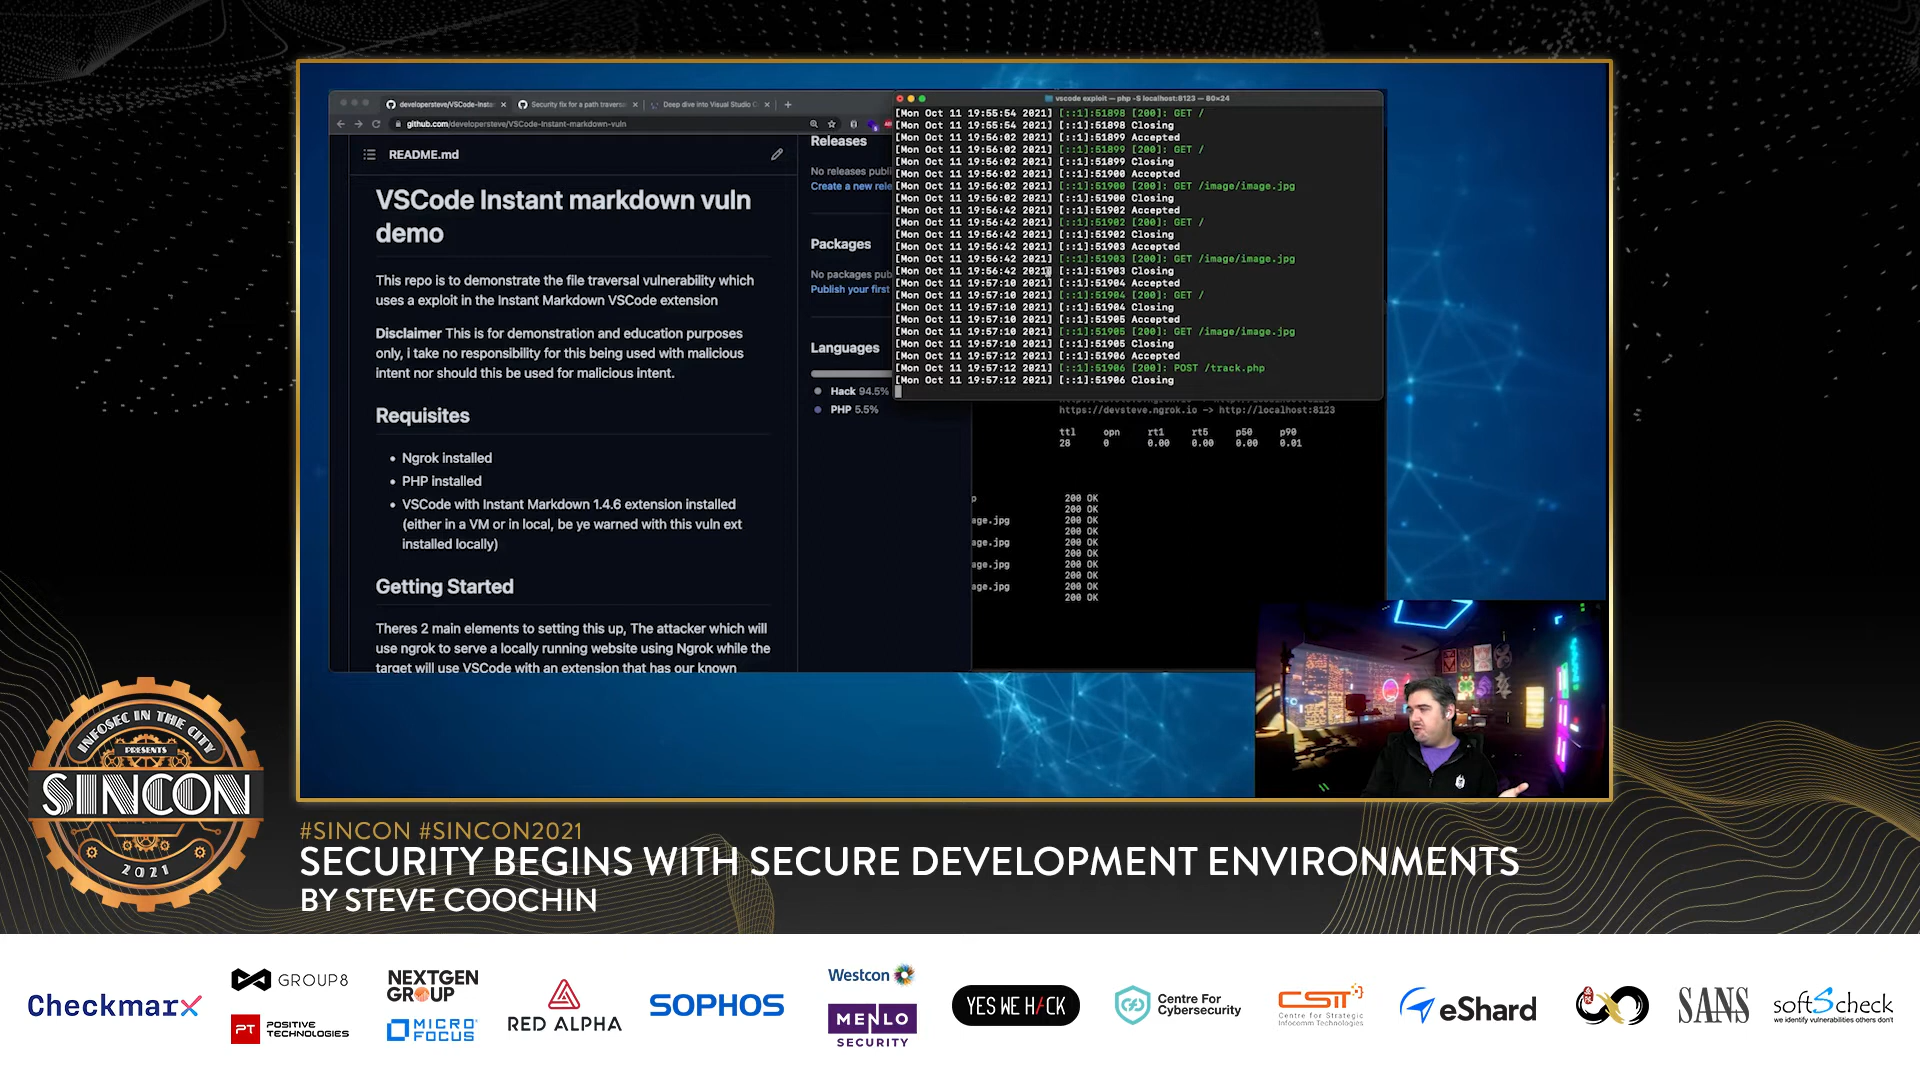 developersteve/VSCode-Insta
Security fix for a path travers
Deep dive into Visual Studio C
github.com/developersteve/VSCode-Instant-markdown-vuln
README.md
VSCode Instant markdown vuln
demo
This repo is to demonstrate the file traversal vulnerability which
uses a exploit in the Instant Markdown VSCode extension
Disclaimer This is for demonstration and education purposes
only, i take no responsibility for this being used with malicious
intent nor should this be used for malicious intent.
Requisites
• Ngrok installed
• PHP installed
• VSCode with Instant Markdown 1.4.6 extension installed
(either in a VM or in local, be ye warned with this vuln ext
installed locally)
Getting Started
Theres 2 main elements to setting this up, The attacker which will
use ngrok to serve a locally running website using Ngrok while the
target will use VSCode with an extension that has our known
Releases
No releases publi
Create a new rele
Packages
No packages pub
Publish your first
Languages
Hack 94.5%
PHP 5.5%
vscode exploit — php -S localhost:8123 — 80×24
[Mon Oct 11 19:55:54 2021] [::1]:51898 [200]: GET /
[Mon Oct 11 19:55:54 2021] [::1]:51898 Closing
[Mon Oct 11 19:56:02 2021] [::1]:51899 Accepted
[Mon Oct 11 19:56:02 2021] [::1]:51899 [200]: GET /
[Mon Oct 11 19:56:02 2021] [::1]:51899 Closing
[Mon Oct 11 19:56:02 2021] [::1]:51900 Accepted
[Mon Oct 11 19:56:02 2021] [::1]:51900 [200]: GET /image/image.jpg
[Mon Oct 11 19:56:02 2021] [::1]:51900 Closing
[Mon Oct 11 19:56:42 2021] [::1]:51902 Accepted
[Mon Oct 11 19:56:42 2021] [::1]:51902 [200]: GET /
[Mon Oct 11 19:56:42 2021] [::1]:51902 Closing
[Mon Oct 11 19:56:42 2021] [::1]:51903 Accepted
[Mon Oct 11 19:56:42 2021] [::1]:51903 [200]: GET /image/image.jpg
[Mon Oct 11 19:56:42 2021] [::1]:51903 Closing
[Mon Oct 11 19:57:10 2021] [::1]:51904 Accepted
[Mon Oct 11 19:57:10 2021] [::1]:51904 [200]: GET /
[Mon Oct 11 19:57:10 2021] [::1]:51904 Closing
[Mon Oct 11 19:57:10 2021] [::1]:51905 Accepted
[Mon Oct 11 19:57:10 2021] [::1]:51905 [200]: GET /image/image.jpg
[Mon Oct 11 19:57:10 2021] [::1]:51905 Closing
[Mon Oct 11 19:57:12 2021] [::1]:51906 Accepted
[Mon Oct 11 19:57:12 2021] [::1]:51906 [200]: POST /track.php
[Mon Oct 11 19:57:12 2021] [::1]:51906 Closing
https://devsteve.ngrok.io -> http://localhost:8123
ttl opn rt1 rt5 p50 p90
28 0 0.00 0.00 0.00 0.01
p 200 OK
200 OK
age.jpg 200 OK
200 OK
age.jpg 200 OK
200 OK
age.jpg 200 OK
200 OK
age.jpg 200 OK
200 OK
INFOSEC IN THE CITY
PRESENTS
SINCON
2021
#SINCON #SINCON2021
SECURITY BEGINS WITH SECURE DEVELOPMENT ENVIRONMENTS
BY STEVE COOCHIN
Checkmarx
GROUP8
PT POSITIVE
TECHNOLOGIES
NEXTGEN
GROUP
MICRO
FOCUS
RED ALPHA
SOPHOS
Westcon
MENLO
SECURITY
YES WE H/CK
Centre For
Cybersecurity
CSIT
Centre for Strategic
Infocomm Technologies
eShard
SANS
softScheck
we identify vulnerabilities others don't